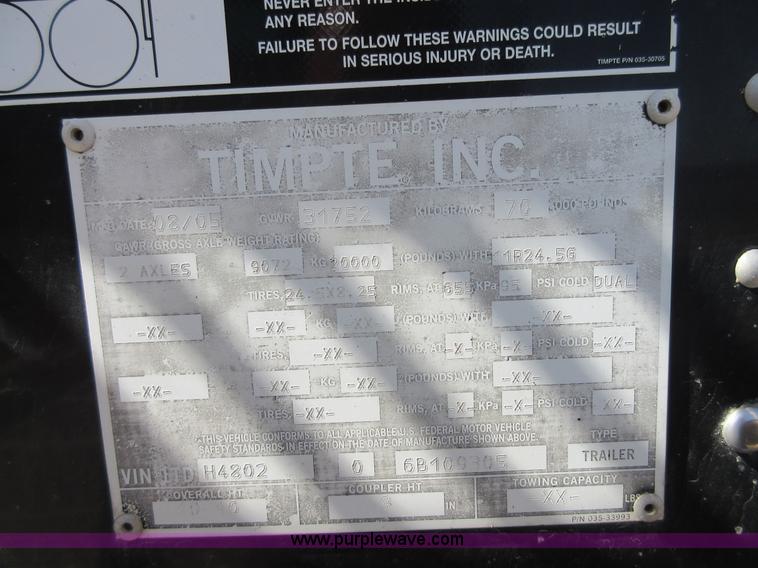 NEVER ENTER THE
ANY REASON.
FAILURE TO FOLLOW THESE WARNINGS COULD RESULT
IN SERIOUS INJURY OR DEATH.
TIMPTE P/N 035-30705
MANUFACTURED BY
TIMPTE INC.
MFG DATE 02/05 GVWR 31752 KILOGRAMS 70 ,000 POUNDS
GAWR (GROSS AXLE WEIGHT RATING)
2 AXLES 9072 KG 20000 (POUNDS) WITH 11R24.5G
TIRES, 24.5X8.25 RIMS, AT 655 KPa 95 PSI COLD DUAL
-XX- -XX- KG -XX- (POUNDS) WITH -XX-
TIRES, -XX- RIMS, AT -X- KPa -X- PSI COLD -XX-
-XX- -XX- KG -XX- (POUNDS) WITH -XX-
TIRES, -XX- RIMS, AT -X- KPa -X- PSI COLD -XX-
THIS VEHICLE CONFORMS TO ALL APPLICABLE U.S. FEDERAL MOTOR VEHICLE
SAFETY STANDARDS IN EFFECT ON THE DATE OF MANUFACTURE SHOWN ABOVE.
TYPE
VIN 1TD H4802 0 6B109305 TRAILER
OVERALL HT COUPLER HT IN TOWING CAPACITY XX- LBS
P/N 035-33993
www.purplewave.com